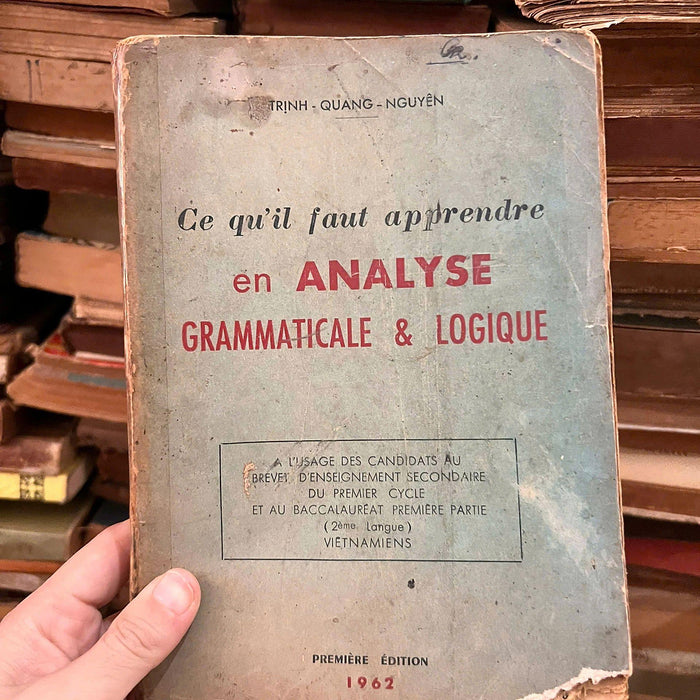 TRỊNH - QUANG - NGUYÊN
Ce qu'il faut apprendre
en ANALYSE
GRAMMATICALE & LOGIQUE
A L'USAGE DES CANDIDATS AU
BREVET D'ENSEIGNEMENT SECONDAIRE
DU PREMIER CYCLE
ET AU BACCALAURÉAT PREMIÈRE PARTIE
(2ème Langue)
VIETNAMIENS
PREMIÈRE ÉDITION
1962